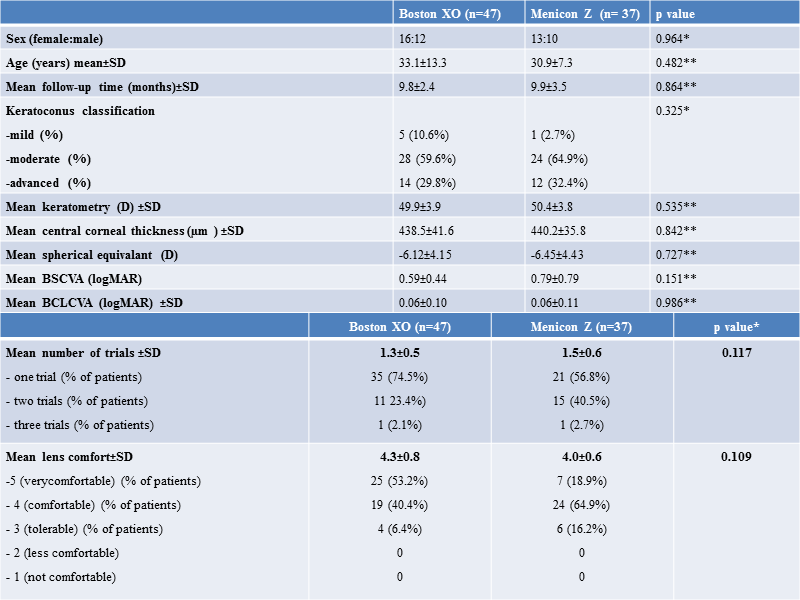 Boston XO (n=47) Menicon Z (n= 37) p value
Sex (female:male) 16:12 13:10 0.964*
Age (years) mean±SD 33.1±13.3 30.9±7.3 0.482**
Mean follow-up time (months)±SD 9.8±2.4 9.9±3.5 0.864**
Keratoconus classification 0.325*
-mild (%) 5 (10.6%) 1 (2.7%)
-moderate (%) 28 (59.6%) 24 (64.9%)
-advanced (%) 14 (29.8%) 12 (32.4%)
Mean keratometry (D) ±SD 49.9±3.9 50.4±3.8 0.535**
Mean central corneal thickness (μm ) ±SD 438.5±41.6 440.2±35.8 0.842**
Mean spherical equivalant (D) -6.12±4.15 -6.45±4.43 0.727**
Mean BSCVA (logMAR) 0.59±0.44 0.79±0.79 0.151**
Mean BCLCVA (logMAR) ±SD 0.06±0.10 0.06±0.11 0.986**
Boston XO (n=47) Menicon Z (n=37) p value*
Mean number of trials ±SD 1.3±0.5 1.5±0.6 0.117
- one trial (% of patients) 35 (74.5%) 21 (56.8%)
- two trials (% of patients) 11 23.4%) 15 (40.5%)
- three trials (% of patients) 1 (2.1%) 1 (2.7%)
Mean lens comfort±SD 4.3±0.8 4.0±0.6 0.109
-5 (verycomfortable) (% of patients) 25 (53.2%) 7 (18.9%)
- 4 (comfortable) (% of patients) 19 (40.4%) 24 (64.9%)
- 3 (tolerable) (% of patients) 4 (6.4%) 6 (16.2%)
- 2 (less comfortable) 0 0
- 1 (not comfortable) 0 0